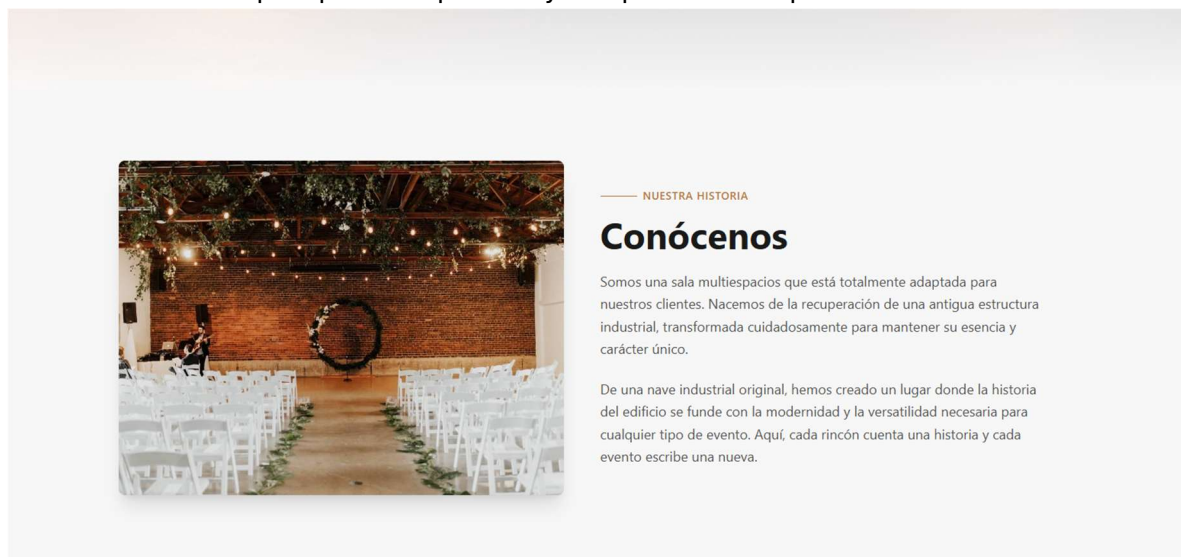 NUESTRA HISTORIA
Conócenos
Somos una sala multiespacios que está totalmente adaptada para
nuestros clientes. Nacemos de la recuperación de una antigua estructura
industrial, transformada cuidadosamente para mantener su esencia y
carácter único.
De una nave industrial original, hemos creado un lugar donde la historia
del edificio se funde con la modernidad y la versatilidad necesaria para
cualquier tipo de evento. Aquí, cada rincón cuenta una historia y cada
evento escribe una nueva.